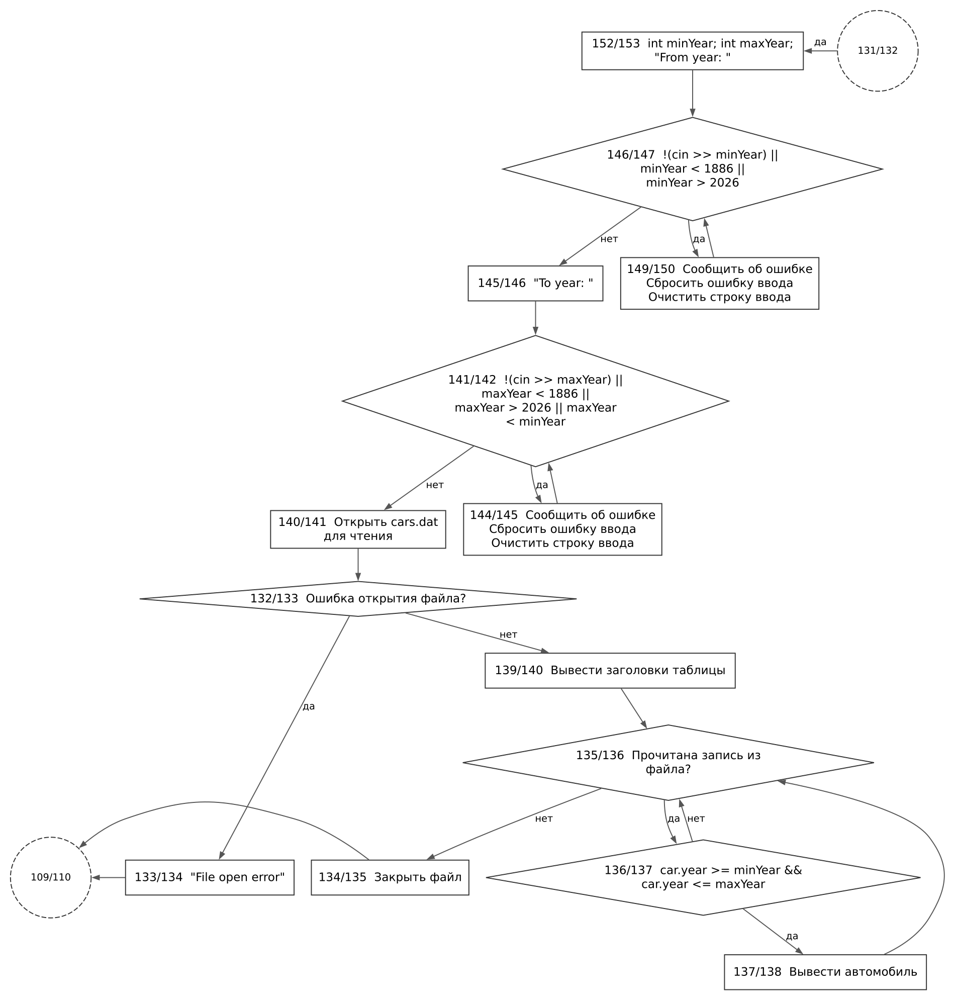 152/153  int minYear; int maxYear;
"From year: "
да
131/132
146/147  !(cin >> minYear) ||
minYear < 1886 ||
minYear > 2026
нет
да
145/146  "To year: "
149/150  Сообщить об ошибке
Сбросить ошибку ввода
Очистить строку ввода
141/142  !(cin >> maxYear) ||
maxYear < 1886 ||
maxYear > 2026 || maxYear
< minYear
нет
да
140/141  Открыть cars.dat
для чтения
144/145  Сообщить об ошибке
Сбросить ошибку ввода
Очистить строку ввода
132/133  Ошибка открытия файла?
нет
139/140  Вывести заголовки таблицы
да
135/136  Прочитана запись из
файла?
нет
да
нет
109/110
133/134  "File open error"
134/135  Закрыть файл
136/137  car.year >= minYear &&
car.year <= maxYear
да
137/138  Вывести автомобиль